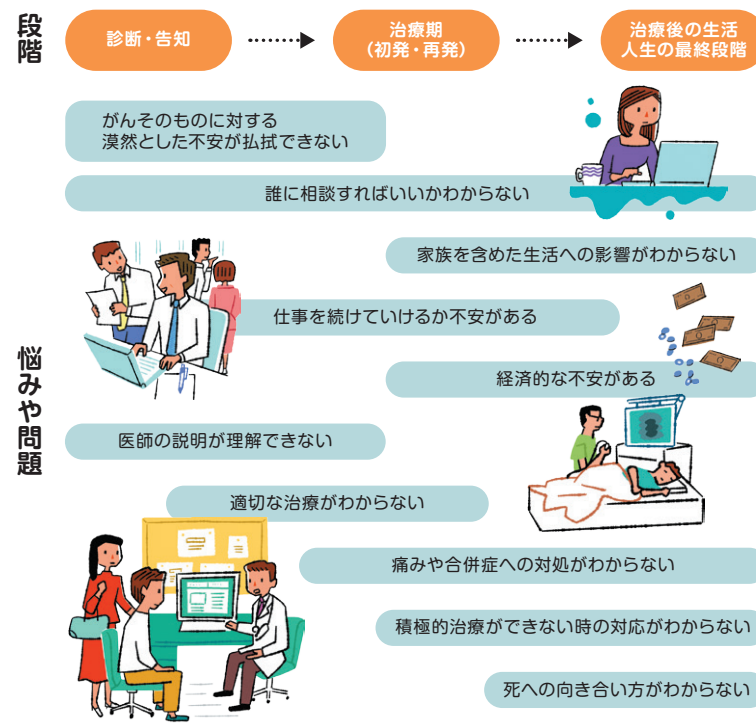 段階
診断・告知
治療期
(初発・再発)
治療後の生活
人生の最終段階
悩みや問題
がんそのものに対する
漠然とした不安が払拭できない
誰に相談すればいいかわからない
家族を含めた生活への影響がわからない
仕事を続けていけるか不安がある
経済的な不安がある
医師の説明が理解できない
適切な治療がわからない
痛みや合併症への対処がわからない
積極的治療ができない時の対応がわからない
死への向き合い方がわからない